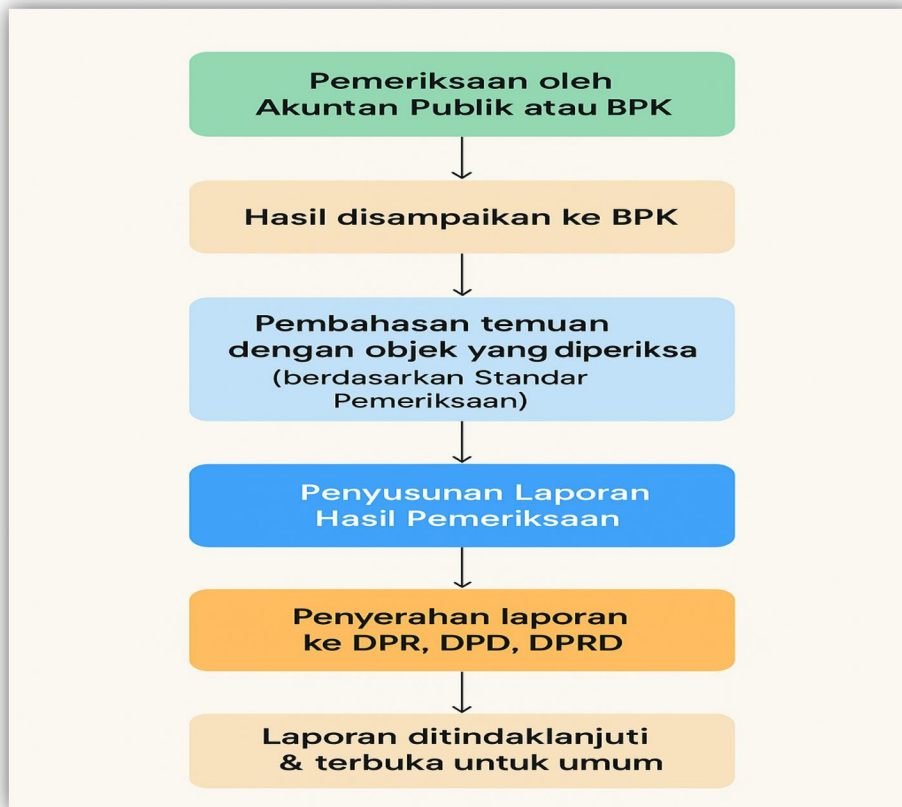 Pemeriksaan oleh
Akuntan Publik atau BPK
Hasil disampaikan ke BPK
Pembahasan temuan
dengan objek yang diperiksa
(berdasarkan Standar
Pemeriksaan)
Penyusunan Laporan
Hasil Pemeriksaan
Penyerahan laporan
ke DPR, DPD, DPRD
Laporan ditindaklanjuti
& terbuka untuk umum